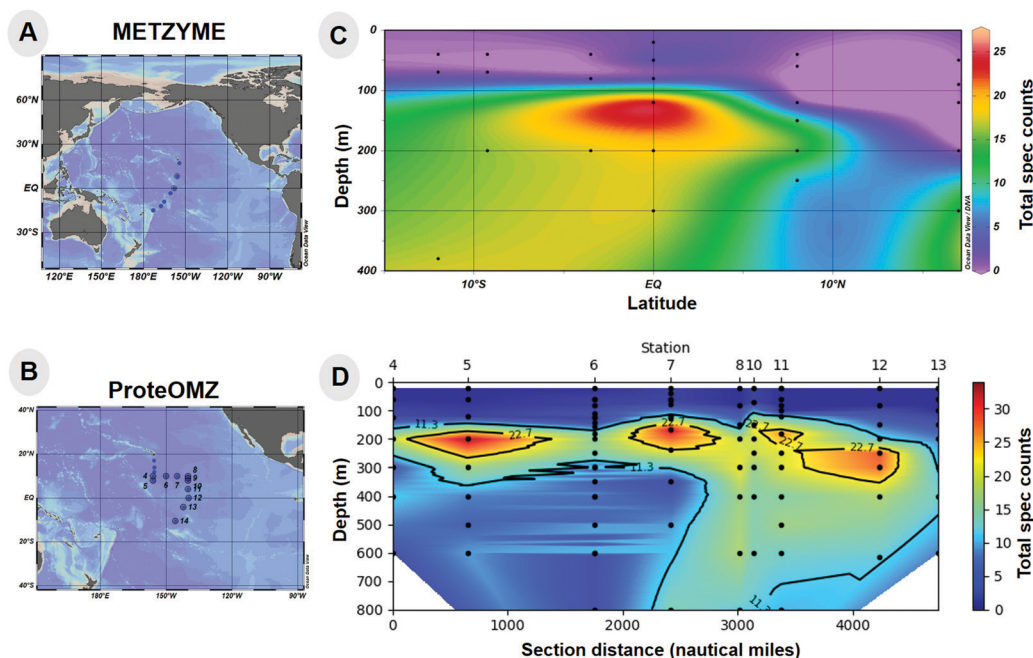 A
METZYME
60°N
30°N
EQ
30°S
120°E 150°E 180°E 150°W 120°W 90°W
Ocean Data View
B
ProteOMZ
40°N
20°N
EQ
20°S
40°S
180°E 150°W 120°W 90°W
4 5 6 7 8 9 10 11 12 13 14
Ocean Data View
C
0
100
200
300
400
Depth (m)
10°S EQ 10°N
Latitude
Ocean Data View / DIVA
25
20
15
10
5
0
Total spec counts
D
Station
4 5 6 7 8 10 11 12 13
0
100
200
300
400
500
600
700
800
Depth (m)
11.3 22.7 22.7 22.7 22.7 22.7
11.3
11.3
0 1000 2000 3000 4000
Section distance (nautical miles)
30
25
20
15
10
5
0
Total spec counts